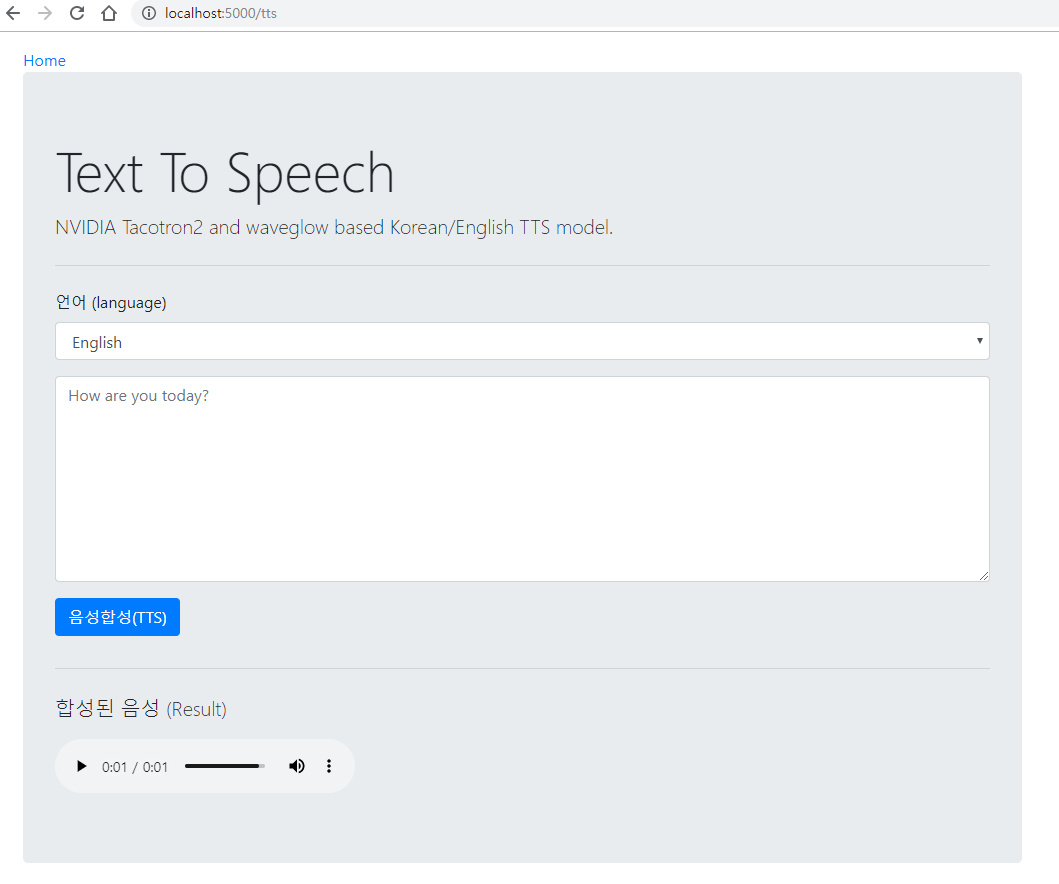 localhost:5000/tts
Home
Text To Speech
NVIDIA Tacotron2 and waveglow based Korean/English TTS model.
언어 (language)
English
How are you today?
음성합성(TTS)
합성된 음성 (Result)
0:01 / 0:01